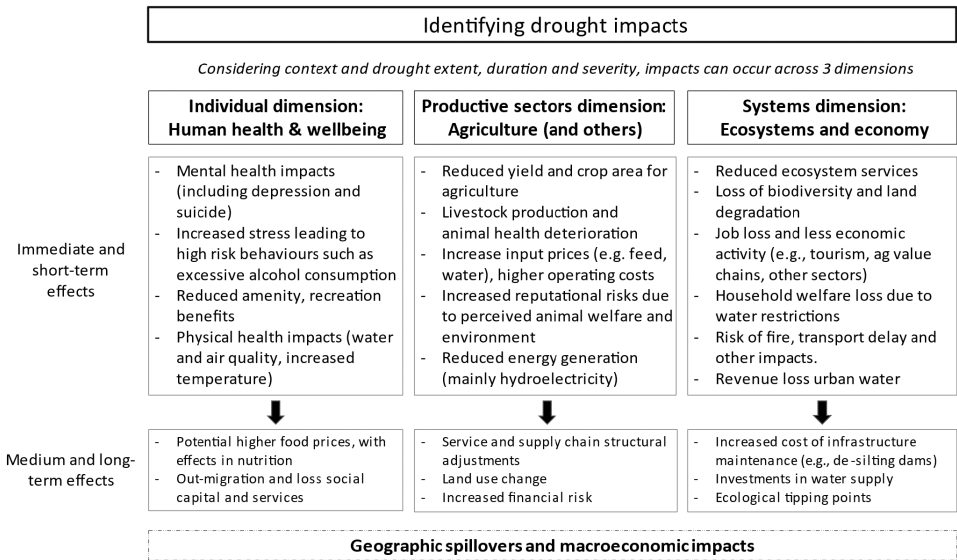 Identifying drought impacts
Considering context and drought extent, duration and severity, impacts can occur across 3 dimensions
Individual dimension:
Human health & wellbeing
Productive sectors dimension:
Agriculture (and others)
Systems dimension:
Ecosystems and economy
Immediate and
short-term
effects
- Mental health impacts
(including depression and
suicide)
- Increased stress leading to
high risk behaviours such as
excessive alcohol consumption
- Reduced amenity, recreation
benefits
- Physical health impacts (water
and air quality, increased
temperature)
- Reduced yield and crop area for
agriculture
- Livestock production and
animal health deterioration
- Increase input prices (e.g. feed,
water), higher operating costs
- Increased reputational risks due
to perceived animal welfare and
environment
- Reduced energy generation
(mainly hydroelectricity)
- Reduced ecosystem services
- Loss of biodiversity and land
degradation
- Job loss and less economic
activity (e.g., tourism, ag value
chains, other sectors)
- Household welfare loss due to
water restrictions
- Risk of fire, transport delay and
other impacts.
- Revenue loss urban water
Medium and long-
term effects
- Potential higher food prices, with
effects in nutrition
- Out-migration and loss social
capital and services
- Service and supply chain structural
adjustments
- Land use change
- Increased financial risk
- Increased cost of infrastructure
maintenance (e.g., de-silting dams)
- Investments in water supply
- Ecological tipping points
Geographic spillovers and macroeconomic impacts